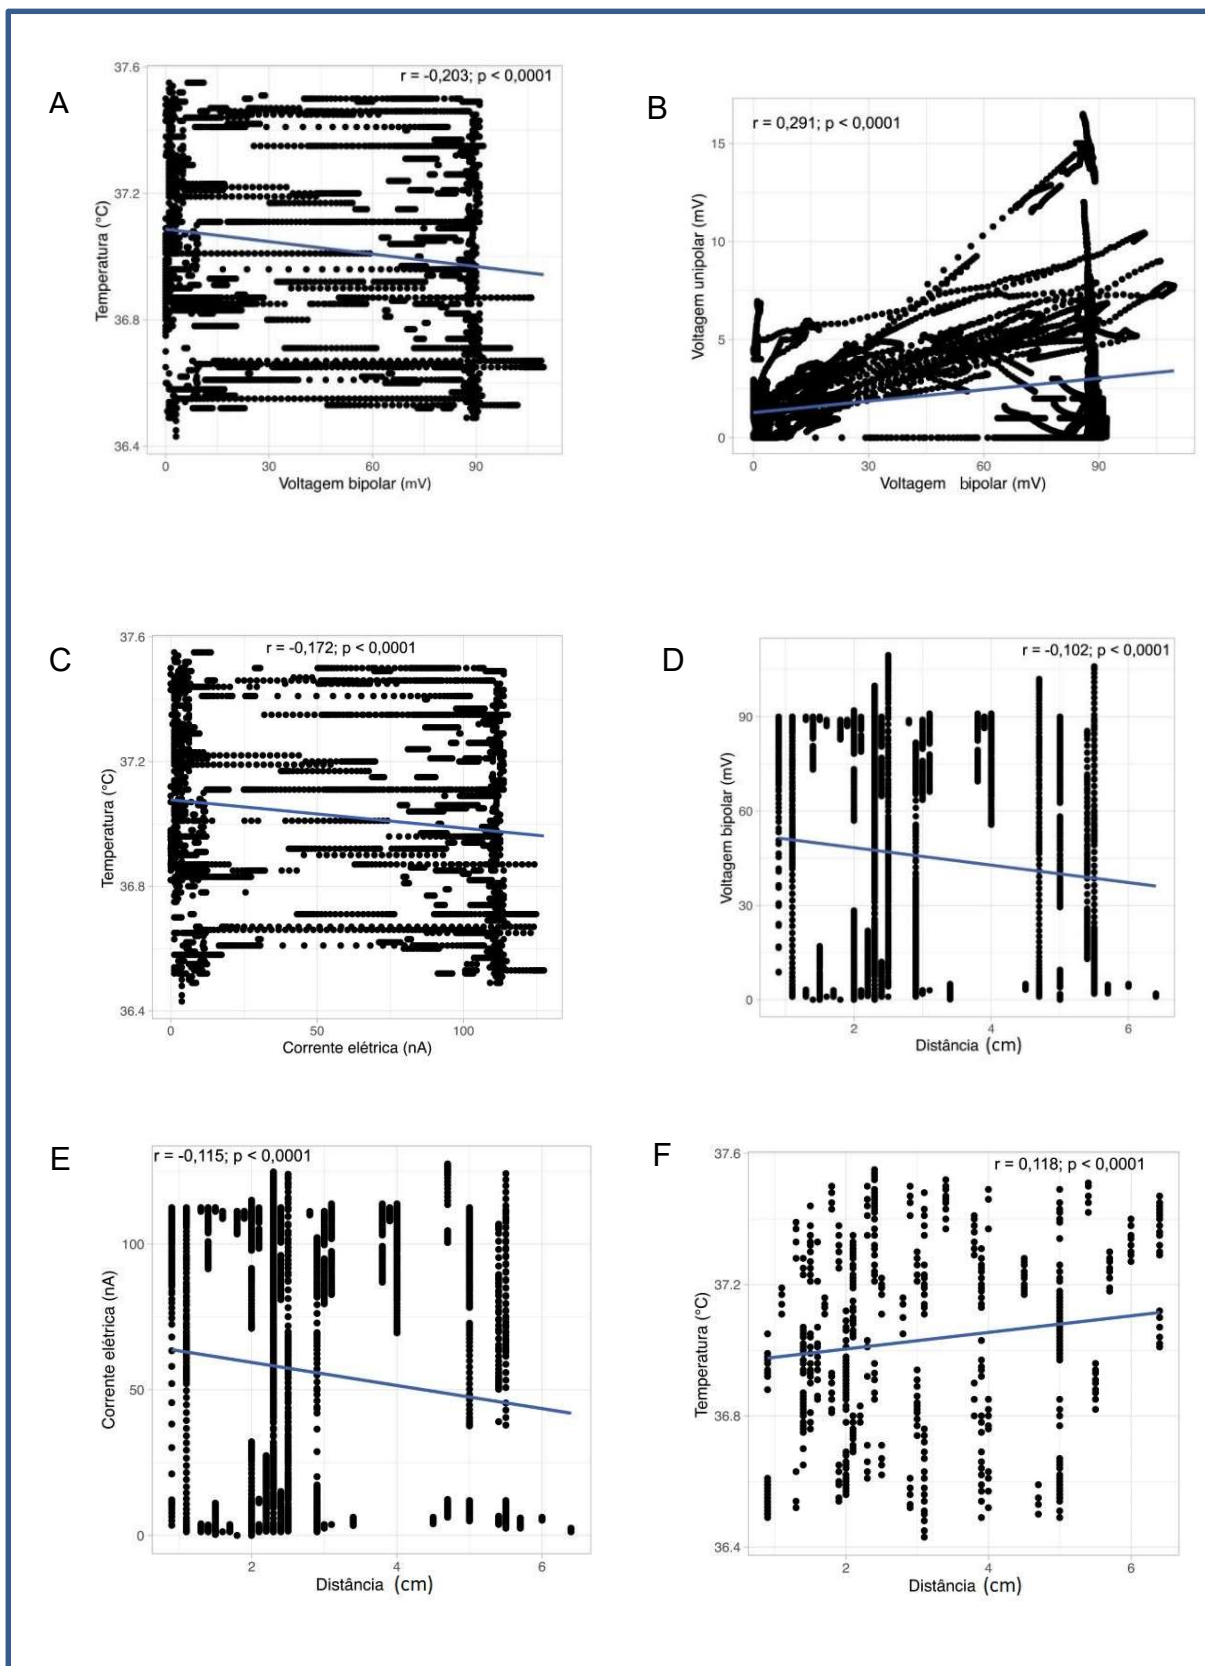 A
r = -0,203; p < 0,0001
37.6
37.2
36.8
36.4
Temperatura (°C)
0 30 60 90
Voltagem bipolar (mV)
B
r = 0,291; p < 0,0001
15
10
5
0
Voltagem unipolar (mV)
0 30 60 90
Voltagem bipolar (mV)
C
r = -0,172; p < 0,0001
37.6
37.2
36.8
36.4
Temperatura (°C)
0 50 100
Corrente elétrica (nA)
D
r = -0,102; p < 0,0001
90
60
30
0
Voltagem bipolar (mV)
2 4 6
Distância (cm)
E
r = -0,115; p < 0,0001
100
50
0
Corrente elétrica (nA)
2 4 6
Distância (cm)
F
r = 0,118; p < 0,0001
37.6
37.2
36.8
36.4
Temperatura (°C)
2 4 6
Distância (cm)